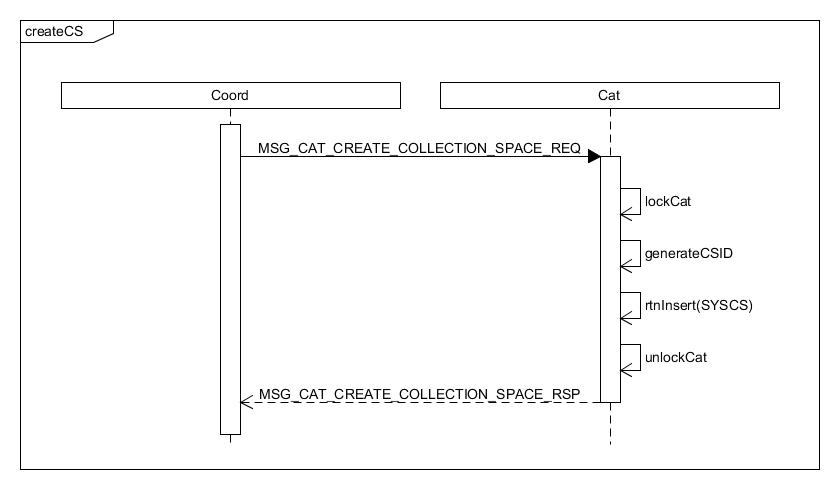 createCS
Coord
Cat
MSG_CAT_CREATE_COLLECTION_SPACE_REQ
lockCat
generateCSID
rtnInsert(SYSCS)
unlockCat
MSG_CAT_CREATE_COLLECTION_SPACE_RSP